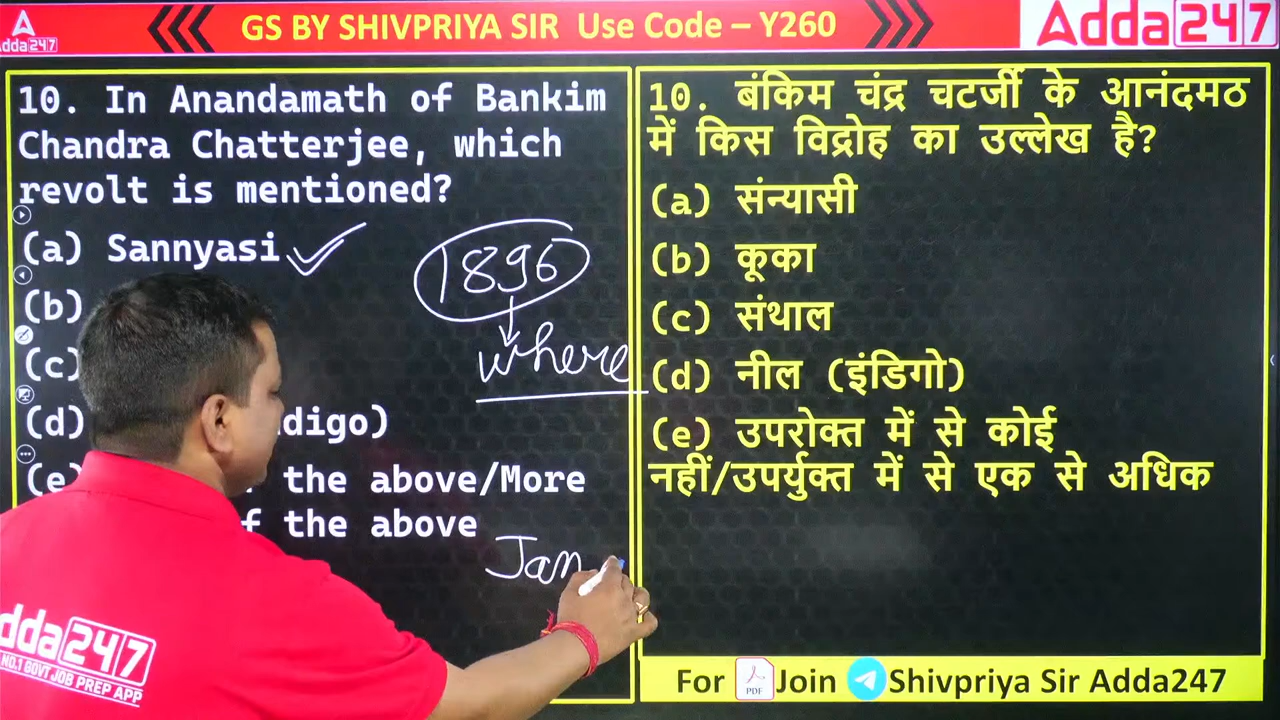 GS BY SHIVPRIYA SIR Use Code – Y260
Adda247
Adda247
10. In Anandamath of Bankim
Chandra Chatterjee, which
revolt is mentioned?
(a) Sannyasi
(b)
(c)
(d) digo)
(e the above/More
f the above
1896
where
Jan
10. बंकिम चंद्र चटर्जी के आनंदमठ
में किस विद्रोह का उल्लेख है?
(a) संन्यासी
(b) कूका
(c) संथाल
(d) नील (इंडिगो)
(e) उपरोक्त में से कोई
नहीं/उपर्युक्त में से एक से अधिक
adda247
NO.1 GOVT JOB PREP APP
For PDF Join Shivpriya Sir Adda247